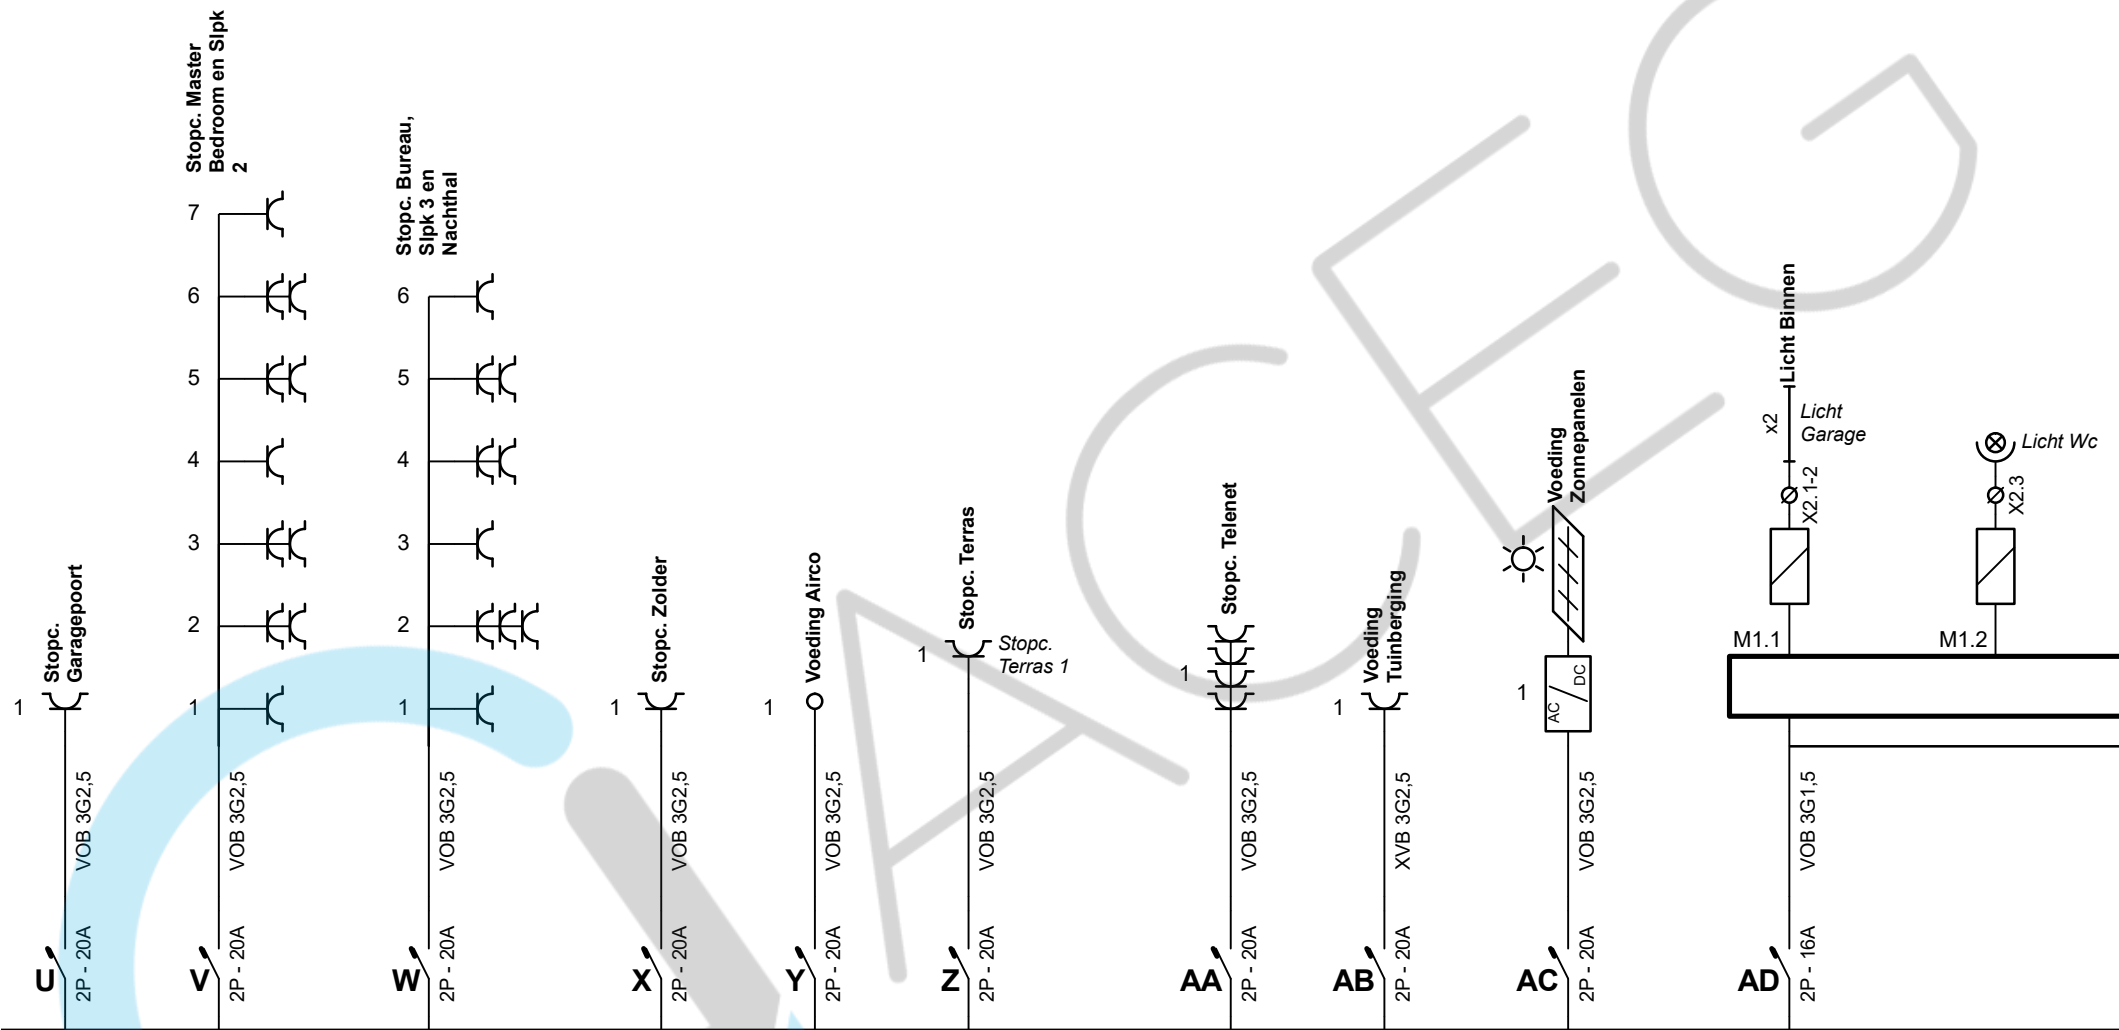 Stopc.
Garagepoort
1
VOB 3G2,5
2P - 20A
U
Stopc. Master
Bedroom en Slpk
2
7
6
5
4
3
2
1
VOB 3G2,5
2P - 20A
V
Stopc. Bureau,
Slpk 3 en
Nachthal
6
5
4
3
2
1
VOB 3G2,5
2P - 20A
W
Stopc. Zolder
1
VOB 3G2,5
2P - 20A
X
Voeding Airco
1
VOB 3G2,5
2P - 20A
Y
Stopc. Terras
1
Stopc.
Terras 1
VOB 3G2,5
2P - 20A
Z
Stopc. Telenet
1
VOB 3G2,5
2P - 20A
AA
Voeding
Tuinberging
1
XVB 3G2,5
2P - 20A
AB
Voeding
Zonnepanelen
1
AC
DC
VOB 3G2,5
2P - 20A
AC
Licht Binnen
x2
Licht
Garage
X2.1-2
M1.1
VOB 3G1,5
2P - 16A
AD
Licht Wc
X2.3
M1.2
ACEG